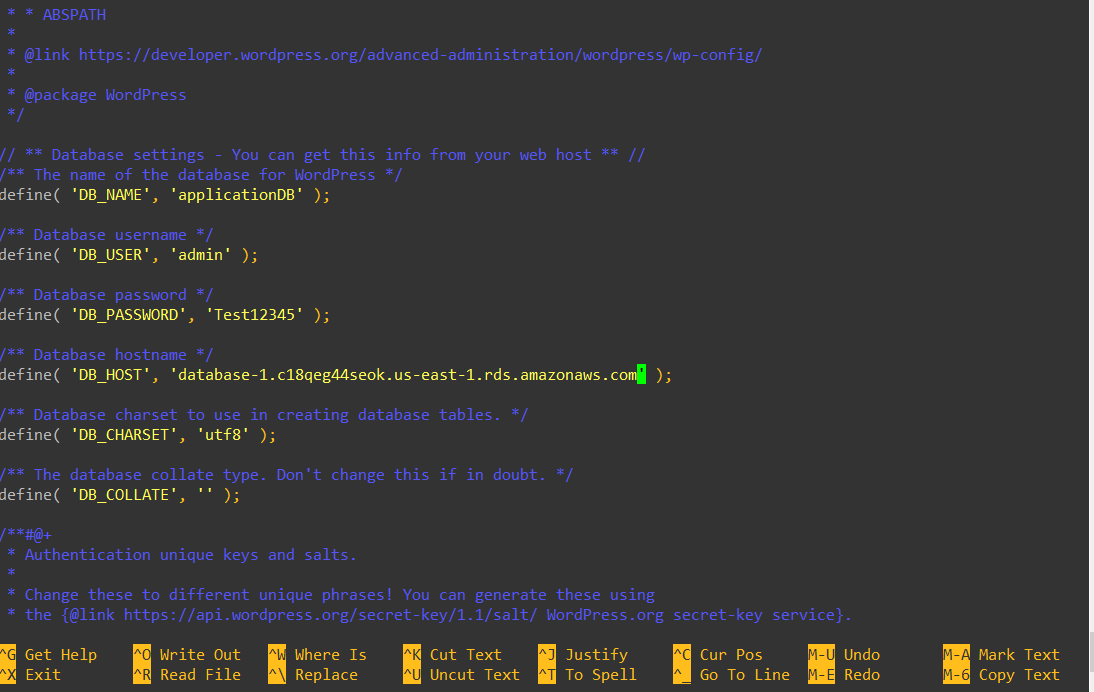 * * ABSPATH
*
* @link https://developer.wordpress.org/advanced-administration/wordpress/wp-config/
*
* @package WordPress
*/
// ** Database settings - You can get this info from your web host ** //
/** The name of the database for WordPress */
define( 'DB_NAME', 'applicationDB' );
/** Database username */
define( 'DB_USER', 'admin' );
/** Database password */
define( 'DB_PASSWORD', 'Test12345' );
/** Database hostname */
define( 'DB_HOST', 'database-1.c18qeg44seok.us-east-1.rds.amazonaws.com' );
/** Database charset to use in creating database tables. */
define( 'DB_CHARSET', 'utf8' );
/** The database collate type. Don't change this if in doubt. */
define( 'DB_COLLATE', '' );
/**#@+
* Authentication unique keys and salts.
*
* Change these to different unique phrases! You can generate these using
* the {@link https://api.wordpress.org/secret-key/1.1/salt/ WordPress.org secret-key service}.
^G Get Help ^O Write Out ^W Where Is ^K Cut Text ^J Justify ^C Cur Pos M-U Undo M-A Mark Text
^X Exit ^R Read File ^\ Replace ^U Uncut Text ^T To Spell ^_ Go To Line M-E Redo M-6 Copy Text